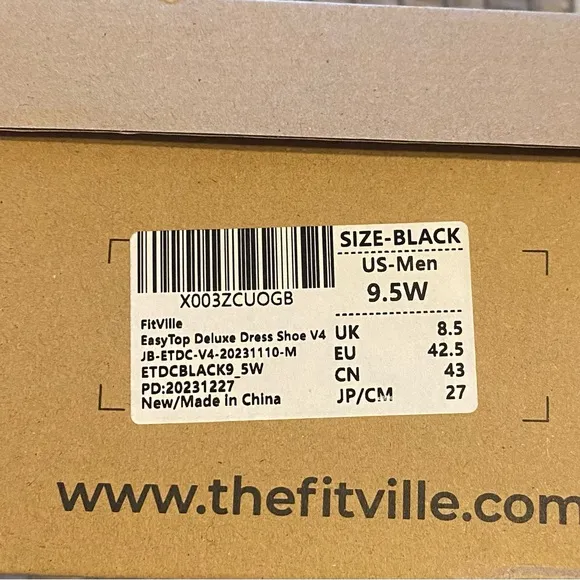 X003ZCUOGB
FitVille
EasyTop Deluxe Dress Shoe V4
JB-ETDC-V4-20231110-M
ETDCBLACK9_5W
PD:20231227
New/Made in China
SIZE-BLACK
US-Men
9.5W
UK 8.5
EU 42.5
CN 43
JP/CM 27
www.thefitville.com